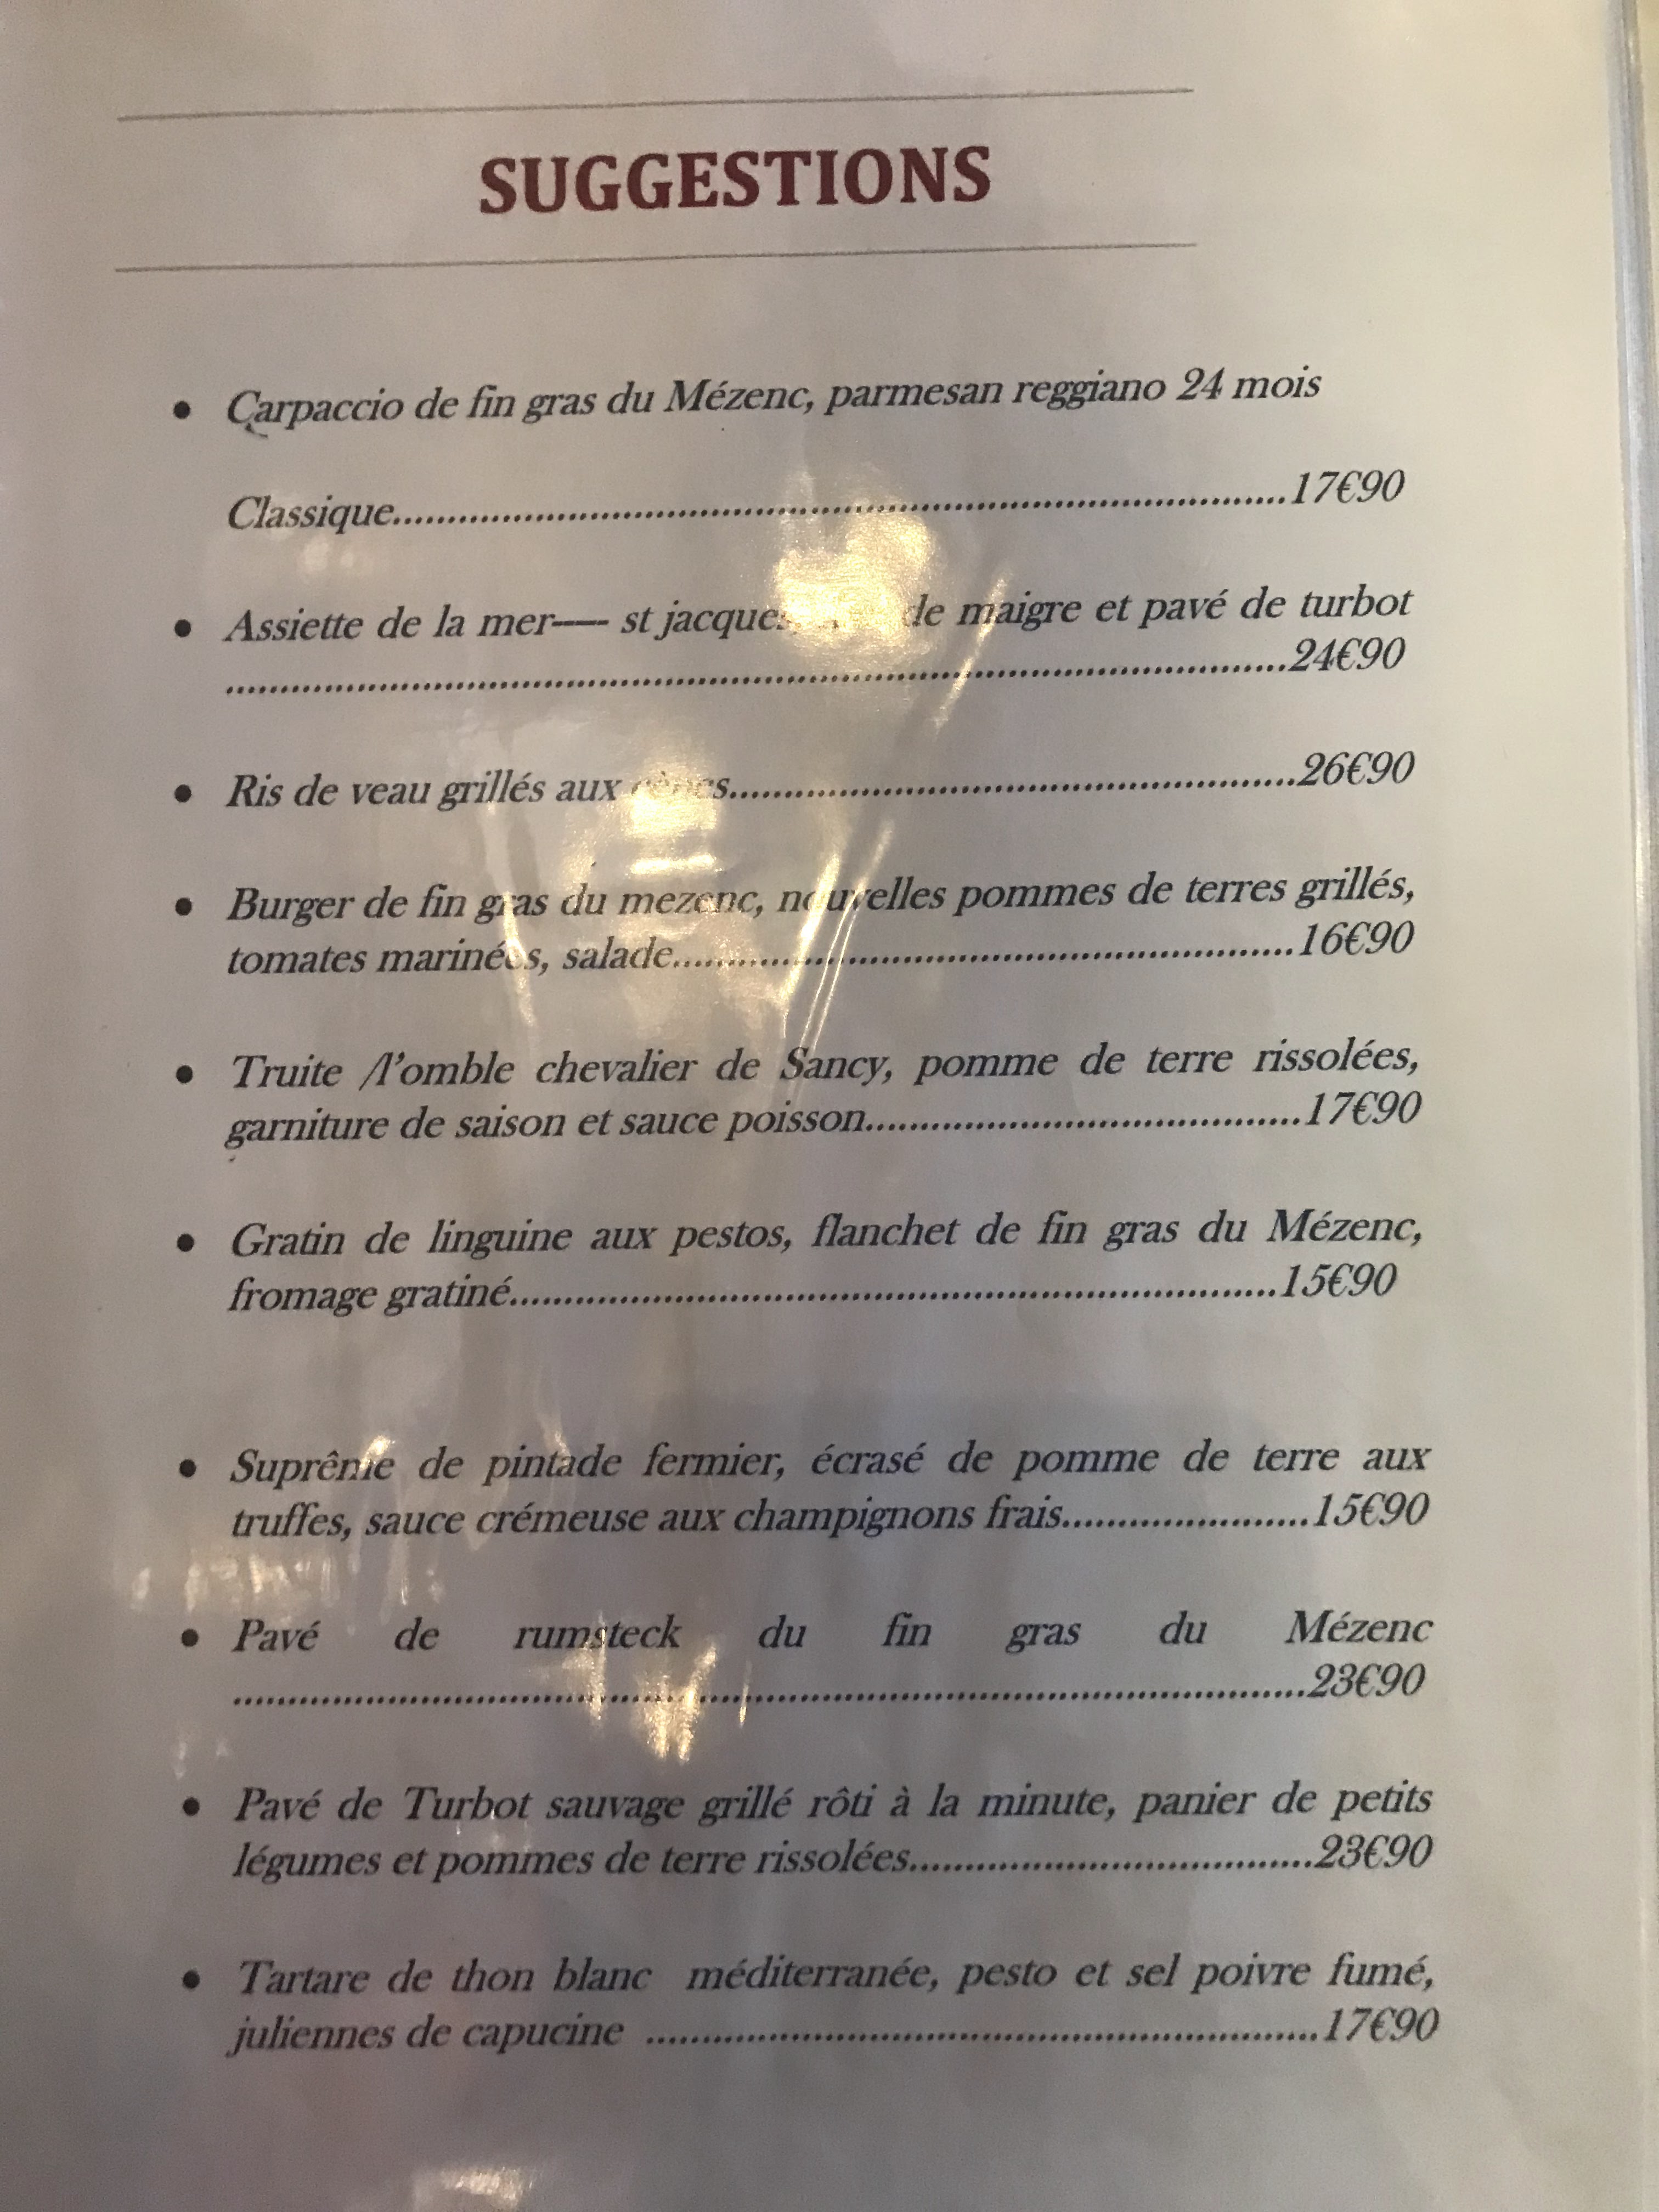 SUGGESTIONS
• Carpaccio de fin gras du Mézenc, parmesan reggiano 24 mois
Classique....................................................................................17€90
• Assiette de la mer---- st jacques, de maigre et pavé de turbot
....................................................................................................24€90
• Ris de veau grillés aux cèpes.....................................................26€90
• Burger de fin gras du mezenc, nouvelles pommes de terres grillés,
tomates marinées, salade..........................................................16€90
• Truite /l'omble chevalier de Sancy, pomme de terre rissolées,
garniture de saison et sauce poisson.........................................17€90
• Gratin de linguine aux pestos, flanchet de fin gras du Mézenc,
fromage gratiné.........................................................................15€90
• Suprême de pintade fermier, écrasé de pomme de terre aux
truffes, sauce crémeuse aux champignons frais.......................15€90
• Pavé de rumsteck du fin gras du Mézenc
.....................................................................................................23€90
• Pavé de Turbot sauvage grillé rôti à la minute, panier de petits
légumes et pommes de terre rissolées......................................23€90
• Tartare de thon blanc méditerranée, pesto et sel poivre fumé,
juliennes de capucine ...............................................................17€90